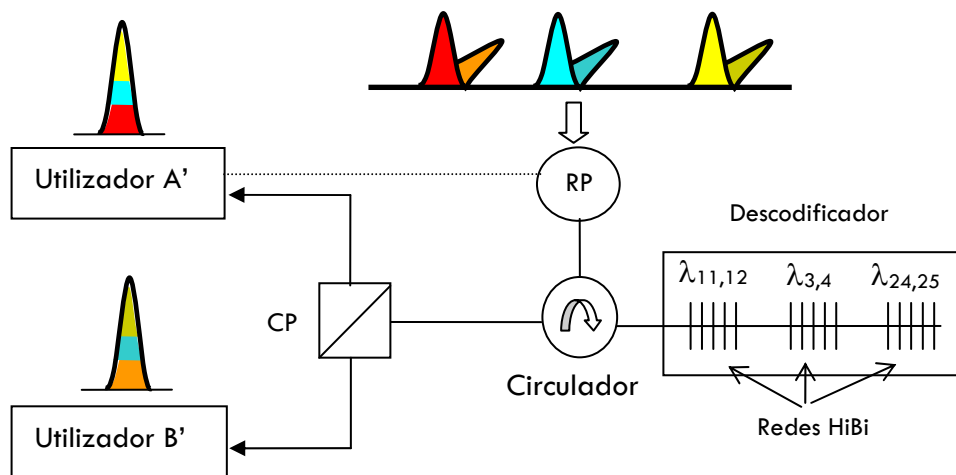 Utilizador A’
RP
Descodificador
λ11,12
λ3,4
λ24,25
CP
Circulador
Redes HiBi
Utilizador B’